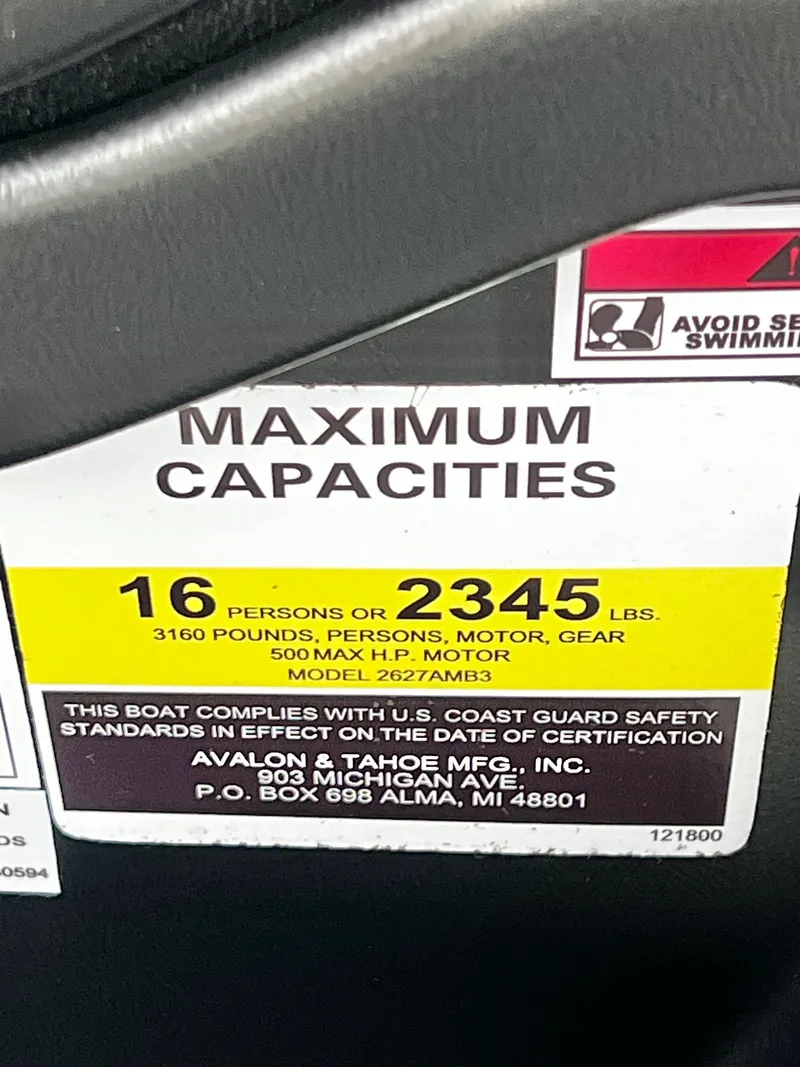 AVOID SE
SWIMMI
MAXIMUM
CAPACITIES
16 PERSONS OR 2345 LBS.
3160 POUNDS, PERSONS, MOTOR, GEAR
500 MAX H.P. MOTOR
MODEL 2627AMB3
THIS BOAT COMPLIES WITH U.S. COAST GUARD SAFETY
STANDARDS IN EFFECT ON THE DATE OF CERTIFICATION
AVALON & TAHOE MFG., INC.
903 MICHIGAN AVE.
P.O. BOX 698 ALMA, MI 48801
121800
N
DS
0594